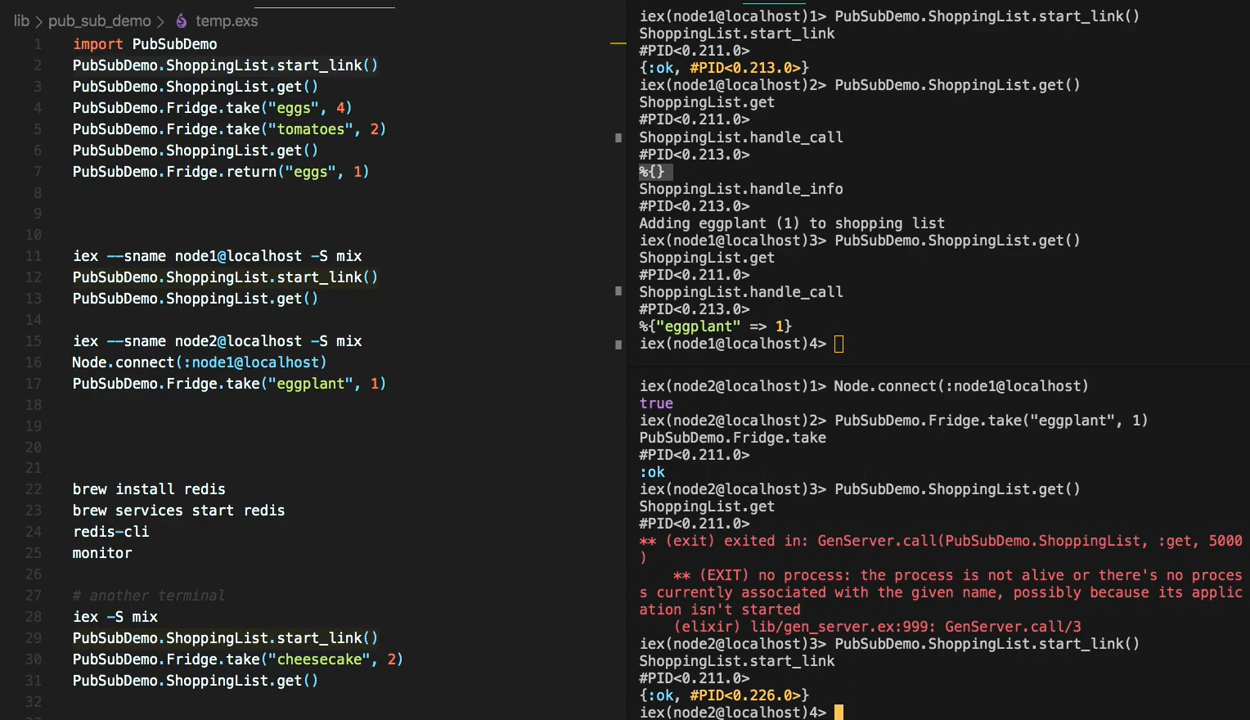 lib > pub_sub_demo > temp.exs
1 import PubSubDemo
2 PubSubDemo.ShoppingList.start_link()
3 PubSubDemo.ShoppingList.get()
4 PubSubDemo.Fridge.take("eggs", 4)
5 PubSubDemo.Fridge.take("tomatoes", 2)
6 PubSubDemo.ShoppingList.get()
7 PubSubDemo.Fridge.return("eggs", 1)
8
9
10
11 iex --sname node1@localhost -S mix
12 PubSubDemo.ShoppingList.start_link()
13 PubSubDemo.ShoppingList.get()
14
15 iex --sname node2@localhost -S mix
16 Node.connect(:node1@localhost)
17 PubSubDemo.Fridge.take("eggplant", 1)
18
19
20
21
22 brew install redis
23 brew services start redis
24 redis-cli
25 monitor
26
27 # another terminal
28 iex -S mix
29 PubSubDemo.ShoppingList.start_link()
30 PubSubDemo.Fridge.take("cheesecake", 2)
31 PubSubDemo.ShoppingList.get()
32
iex(node1@localhost)1> PubSubDemo.ShoppingList.start_link()
ShoppingList.start_link
#PID<0.211.0>
{:ok, #PID<0.213.0>}
iex(node1@localhost)2> PubSubDemo.ShoppingList.get()
ShoppingList.get
#PID<0.211.0>
ShoppingList.handle_call
#PID<0.213.0>
%{}
ShoppingList.handle_info
#PID<0.213.0>
Adding eggplant (1) to shopping list
iex(node1@localhost)3> PubSubDemo.ShoppingList.get()
ShoppingList.get
#PID<0.211.0>
ShoppingList.handle_call
#PID<0.213.0>
%{"eggplant" => 1}
iex(node1@localhost)4>
iex(node2@localhost)1> Node.connect(:node1@localhost)
true
iex(node2@localhost)2> PubSubDemo.Fridge.take("eggplant", 1)
PubSubDemo.Fridge.take
#PID<0.211.0>
:ok
iex(node2@localhost)3> PubSubDemo.ShoppingList.get()
ShoppingList.get
#PID<0.211.0>
** (exit) exited in: GenServer.call(PubSubDemo.ShoppingList, :get, 5000
)
** (EXIT) no process: the process is not alive or there's no proces
s currently associated with the given name, possibly because its applic
ation isn't started
(elixir) lib/gen_server.ex:999: GenServer.call/3
iex(node2@localhost)3> PubSubDemo.ShoppingList.start_link()
ShoppingList.start_link
#PID<0.211.0>
{:ok, #PID<0.226.0>}
iex(node2@localhost)4>